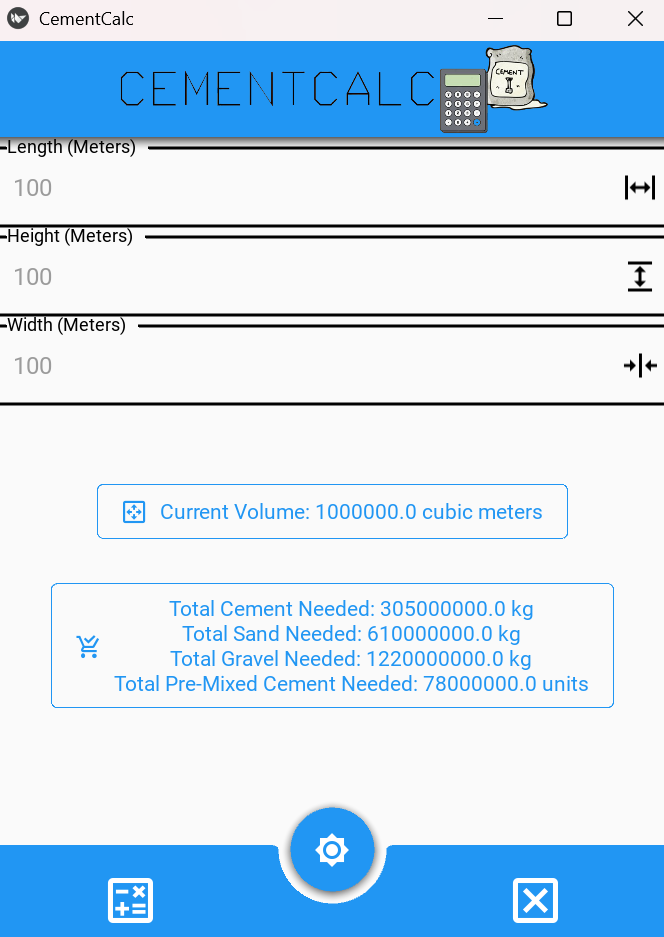 CementCalc
CEMENTCALC
CEMENT
Length (Meters)
100
Height (Meters)
100
Width (Meters)
100
Current Volume: 1000000.0 cubic meters
Total Cement Needed: 305000000.0 kg
Total Sand Needed: 610000000.0 kg
Total Gravel Needed: 1220000000.0 kg
Total Pre-Mixed Cement Needed: 78000000.0 units